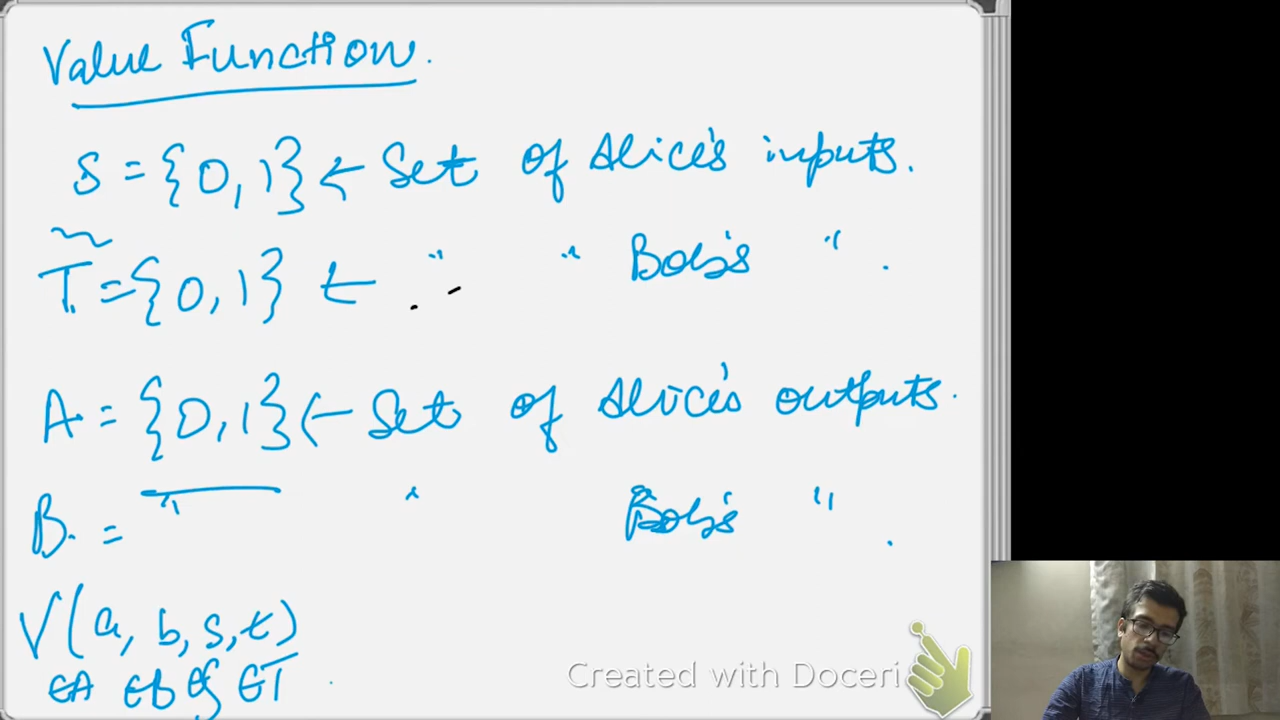 Value Function.
S = {0,1} ← Set of Alice's inputs.
T = {0,1} ← " " Bob's " .
A = {0,1} ← Set of Alice's outputs.
B = " " Bob's " .
V(a, b, s, t)
∈A ∈B ∈S ∈T
Created with Doceri